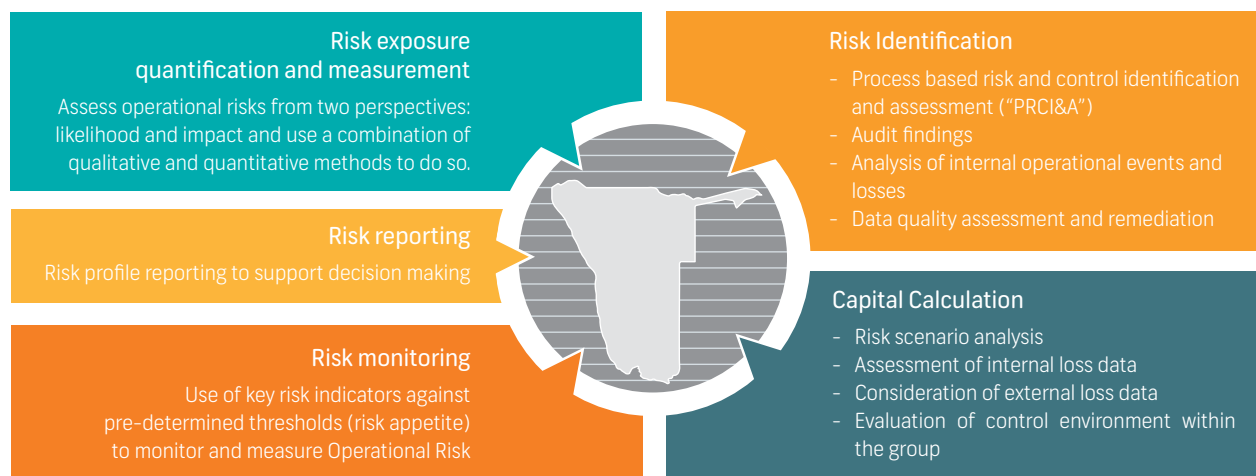 Risk exposure
quantification and measurement
Assess operational risks from two perspectives:
likelihood and impact and use a combination of
qualitative and quantitative methods to do so.
Risk reporting
Risk profile reporting to support decision making
Risk monitoring
Use of key risk indicators against
pre-determined thresholds (risk appetite)
to monitor and measure Operational Risk
Risk Identification
- Process based risk and control identification
and assessment (“PRCI&A”)
- Audit findings
- Analysis of internal operational events and
losses
- Data quality assessment and remediation
Capital Calculation
- Risk scenario analysis
- Assessment of internal loss data
- Consideration of external loss data
- Evaluation of control environment within
the group